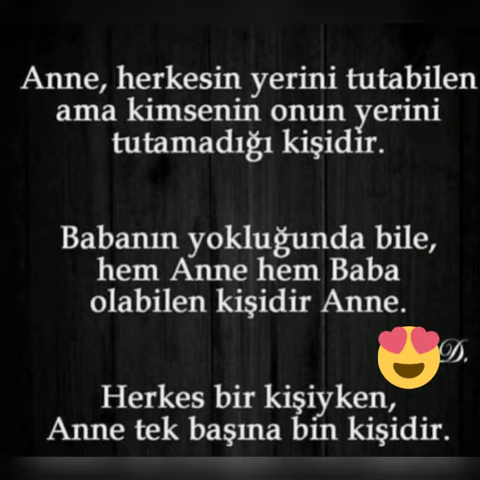 Anne, herkesin yerini tutabilen
ama kimsenin onun yerini
tutamadığı kişidir.
Babanın yokluğunda bile,
hem Anne hem Baba
olabilen kişidir Anne.
D.
Herkes bir kişiyken,
Anne tek başına bin kişidir.